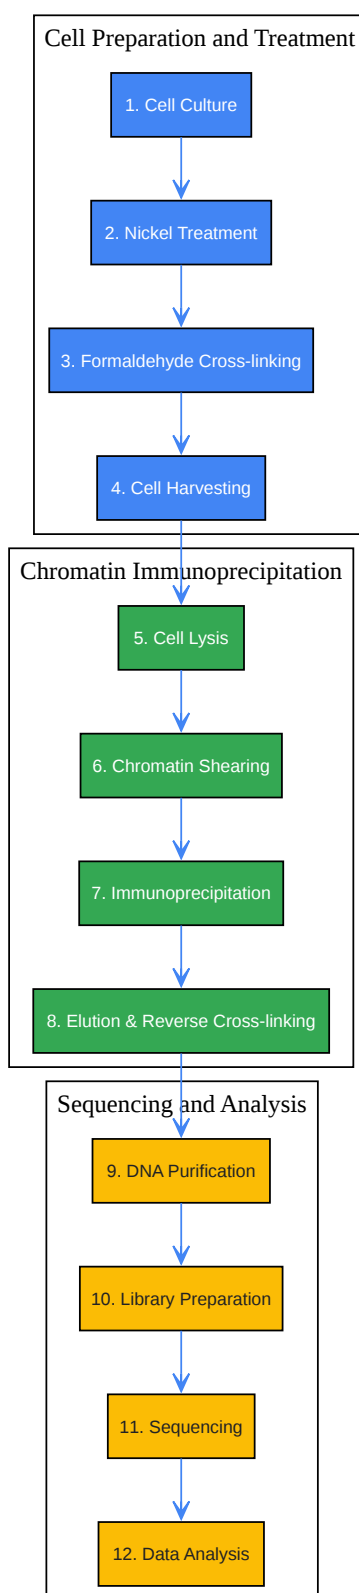 Cell Preparation and Treatment
1. Cell Culture
2. Nickel Treatment
3. Formaldehyde Cross-linking
4. Cell Harvesting
Chromatin Immunoprecipitation
5. Cell Lysis
6. Chromatin Shearing
7. Immunoprecipitation
8. Elution & Reverse Cross-linking
Sequencing and Analysis
9. DNA Purification
10. Library Preparation
11. Sequencing
12. Data Analysis